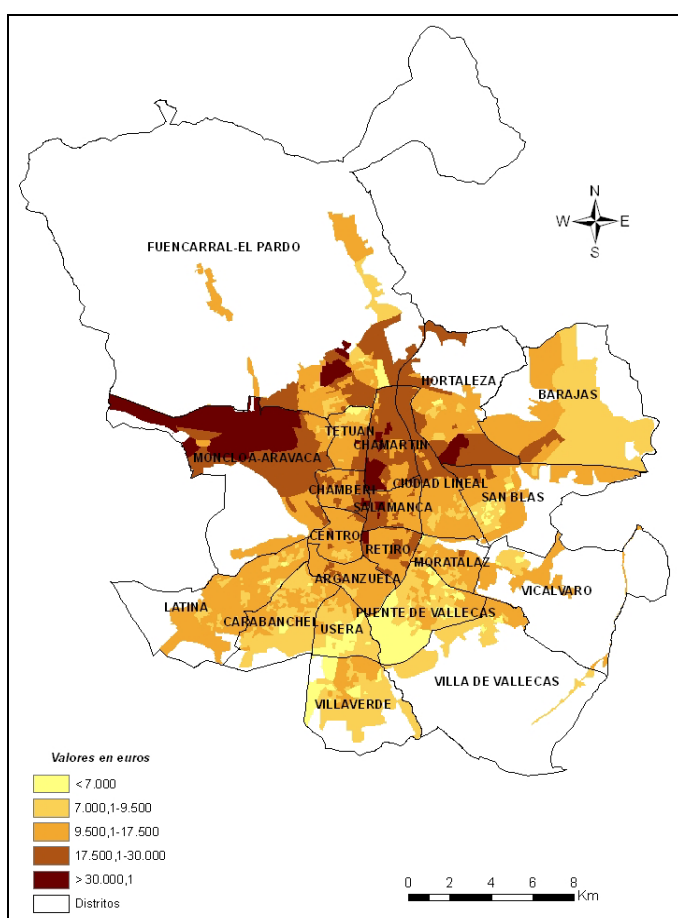 N
W E
S
FUENCARRAL-EL PARDO
HORTALEZA
BARAJAS
TETUAN
CHAMARTIN
MONCLOA-ARAVACA
CIUDAD LINEAL
CHAMBERI
SAN BLAS
SALAMANCA
CENTRO
RETIRO
MORATALAZ
ARGANZUELA
VICALVARO
LATINA
PUENTE DE VALLECAS
CARABANCHEL
USERA
VILLA DE VALLECAS
VILLAVERDE
Valores en euros
< 7.000
7.000,1-9.500
9.500,1-17.500
17.500,1-30.000
> 30.000,1
Distritos
0 1 2 4 6 8
Km